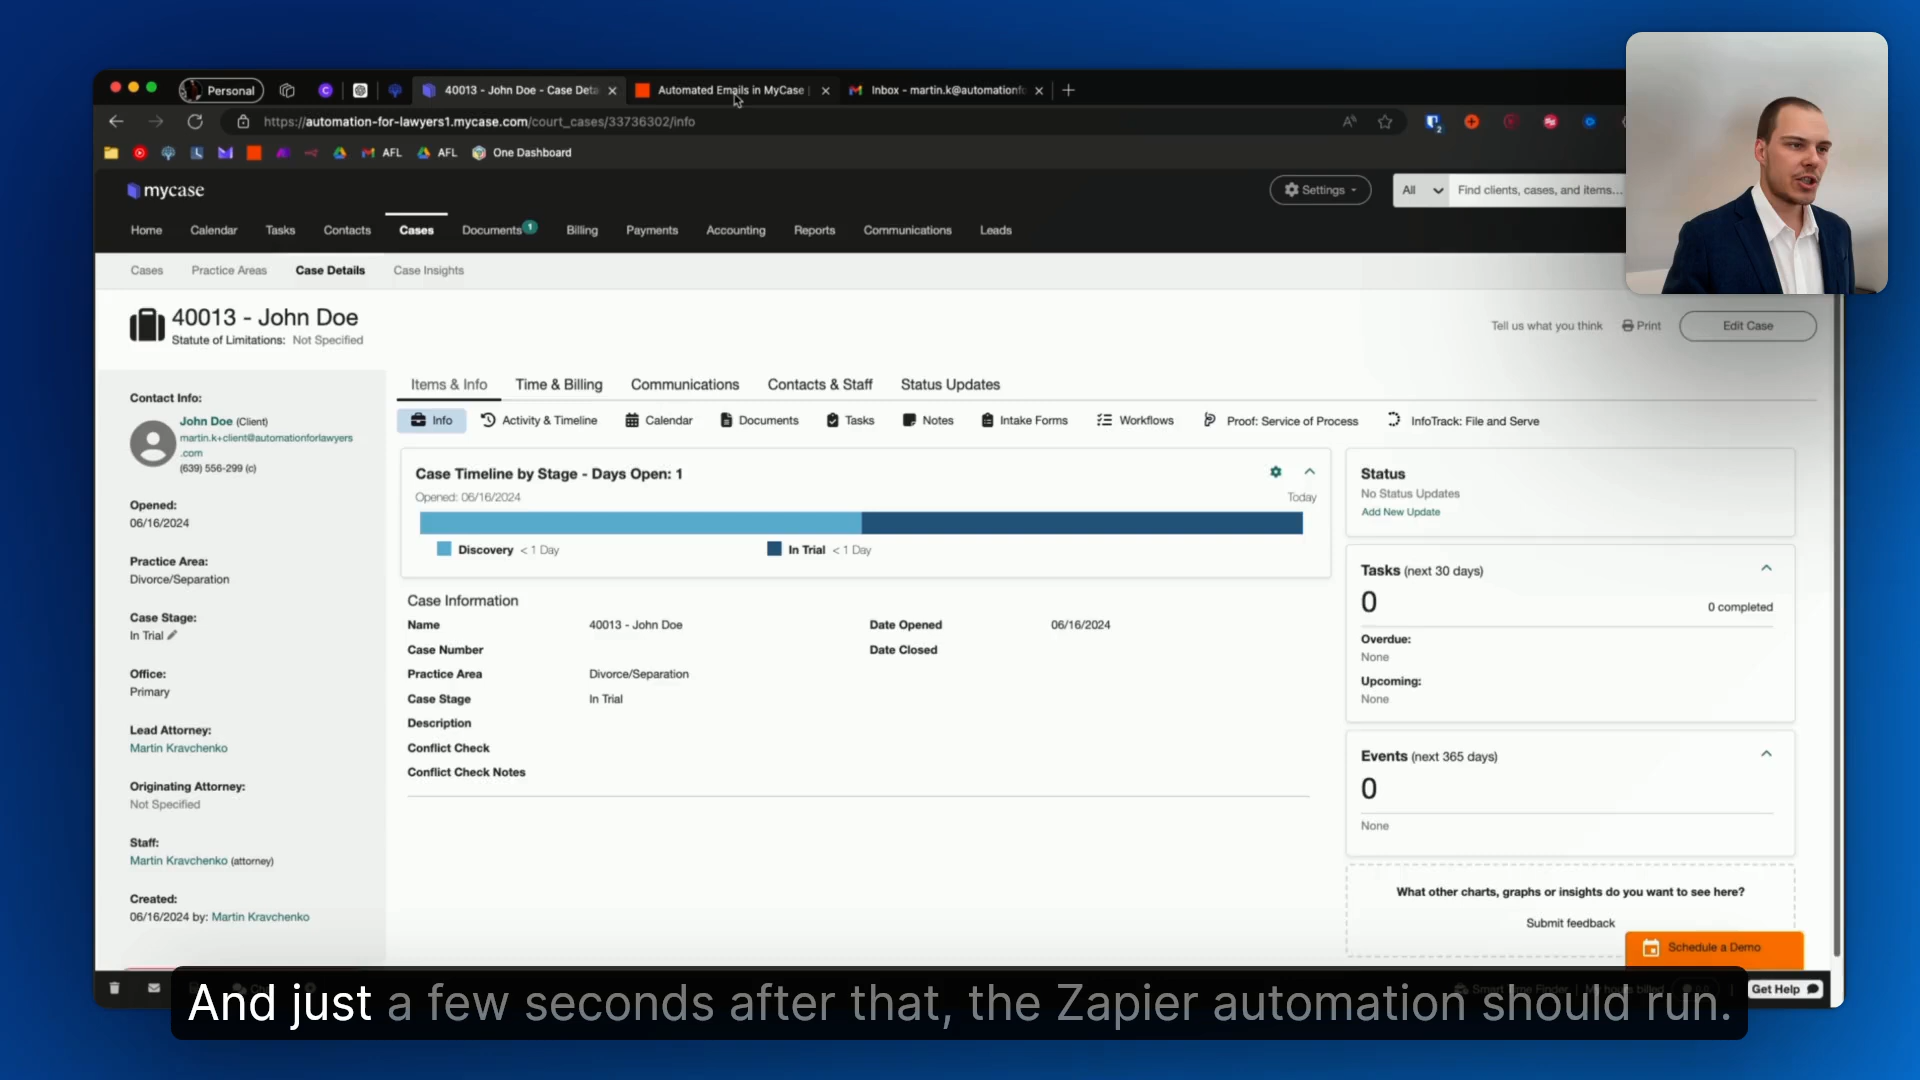 Personal
40013 - John Doe - Case Deta
Automated Emails in MyCase
Inbox - martin.k@automationfo
https://automation-for-lawyers1.mycase.com/court_cases/33736302/info
AFL
AFL
One Dashboard
mycase
Settings
All
Find clients, cases, and items...
Home
Calendar
Tasks
Contacts
Cases
Documents 1
Billing
Payments
Accounting
Reports
Communications
Leads
Cases
Practice Areas
Case Details
Case Insights
40013 - John Doe
Statute of Limitations: Not Specified
Tell us what you think
Print
Edit Case
Contact Info:
John Doe (Client)
martin.k+client@automationforlawyers
.com
(639) 556-299 (c)
Opened:
06/16/2024
Practice Area:
Divorce/Separation
Case Stage:
In Trial
Office:
Primary
Lead Attorney:
Martin Kravchenko
Originating Attorney:
Not Specified
Staff:
Martin Kravchenko (attorney)
Created:
06/16/2024 by: Martin Kravchenko
Items & Info
Time & Billing
Communications
Contacts & Staff
Status Updates
Info
Activity & Timeline
Calendar
Documents
Tasks
Notes
Intake Forms
Workflows
Proof: Service of Process
InfoTrack: File and Serve
Case Timeline by Stage - Days Open: 1
Opened: 06/16/2024
Today
Discovery < 1 Day
In Trial < 1 Day
Case Information
Name 40013 - John Doe
Date Opened 06/16/2024
Case Number
Date Closed
Practice Area Divorce/Separation
Case Stage In Trial
Description
Conflict Check
Conflict Check Notes
Status
No Status Updates
Add New Update
Tasks (next 30 days)
0
0 completed
Overdue:
None
Upcoming:
None
Events (next 365 days)
0
None
What other charts, graphs or insights do you want to see here?
Submit feedback
Schedule a Demo
Get Help
And just a few seconds after that, the Zapier automation should run.